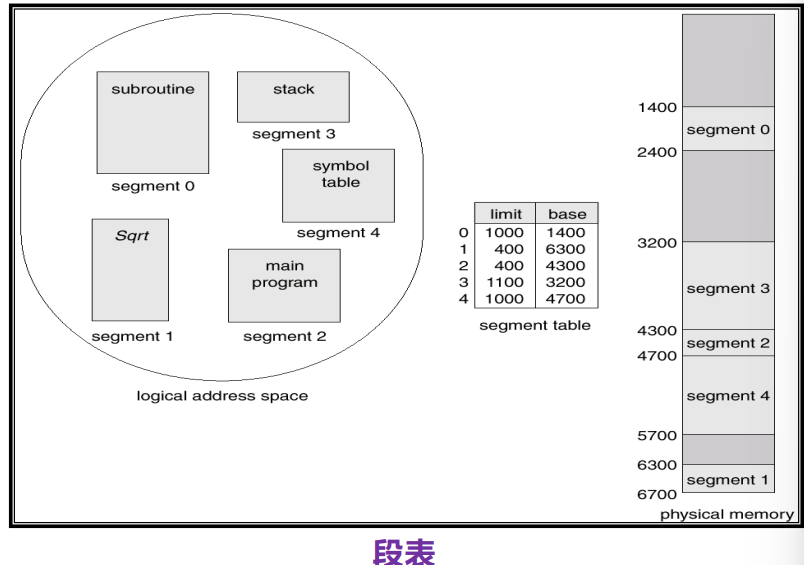 subroutine
segment 0
stack
segment 3
symbol
table
segment 4
Sqrt
segment 1
main
program
segment 2
logical address space
limit base
0 1000 1400
1 400 6300
2 400 4300
3 1100 3200
4 1000 4700
segment table
1400
segment 0
2400
3200
segment 3
4300
segment 2
4700
segment 4
5700
6300
segment 1
6700
physical memory
段表